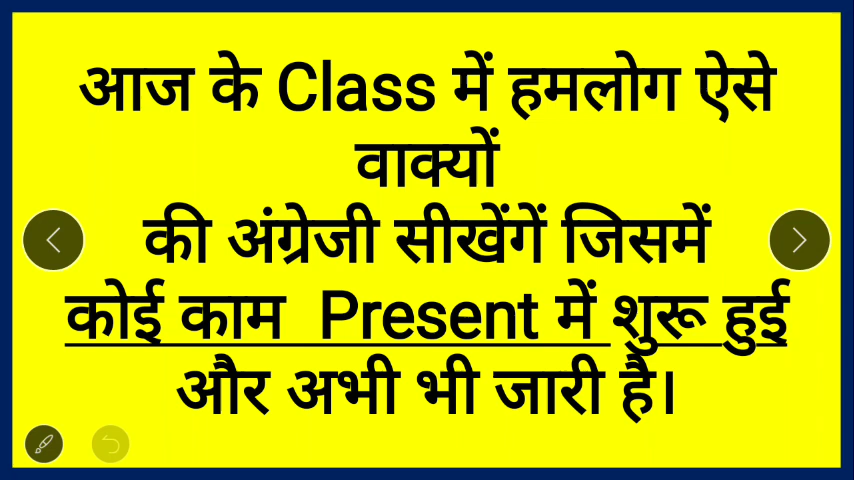 आज के Class में हमलोग ऐसे
वाक्यों
की अंग्रेजी सीखेंगें जिसमें
कोई काम Present में शुरू हुई
और अभी भी जारी है।